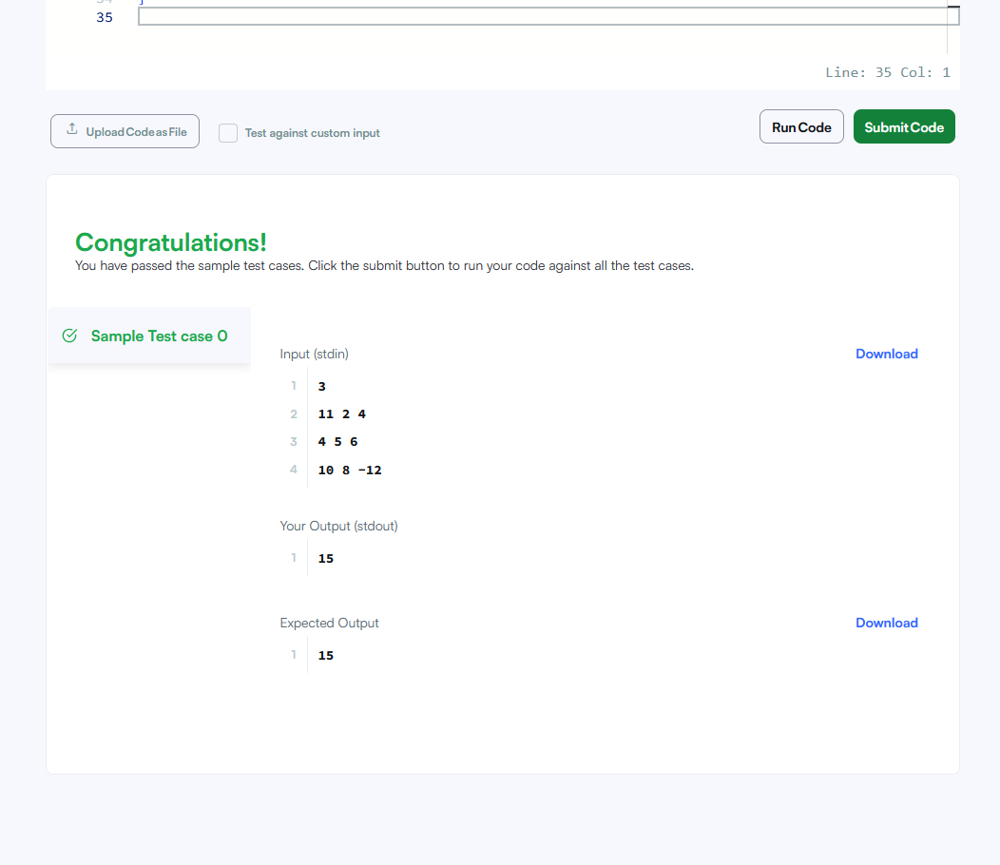 35
Line: 35 Col: 1
Upload Code as File
Test against custom input
Run Code
Submit Code
Congratulations!
You have passed the sample test cases. Click the submit button to run your code against all the test cases.
Sample Test case 0
Input (stdin)
Download
1 3
2 11 2 4
3 4 5 6
4 10 8 -12
Your Output (stdout)
1 15
Expected Output
Download
1 15